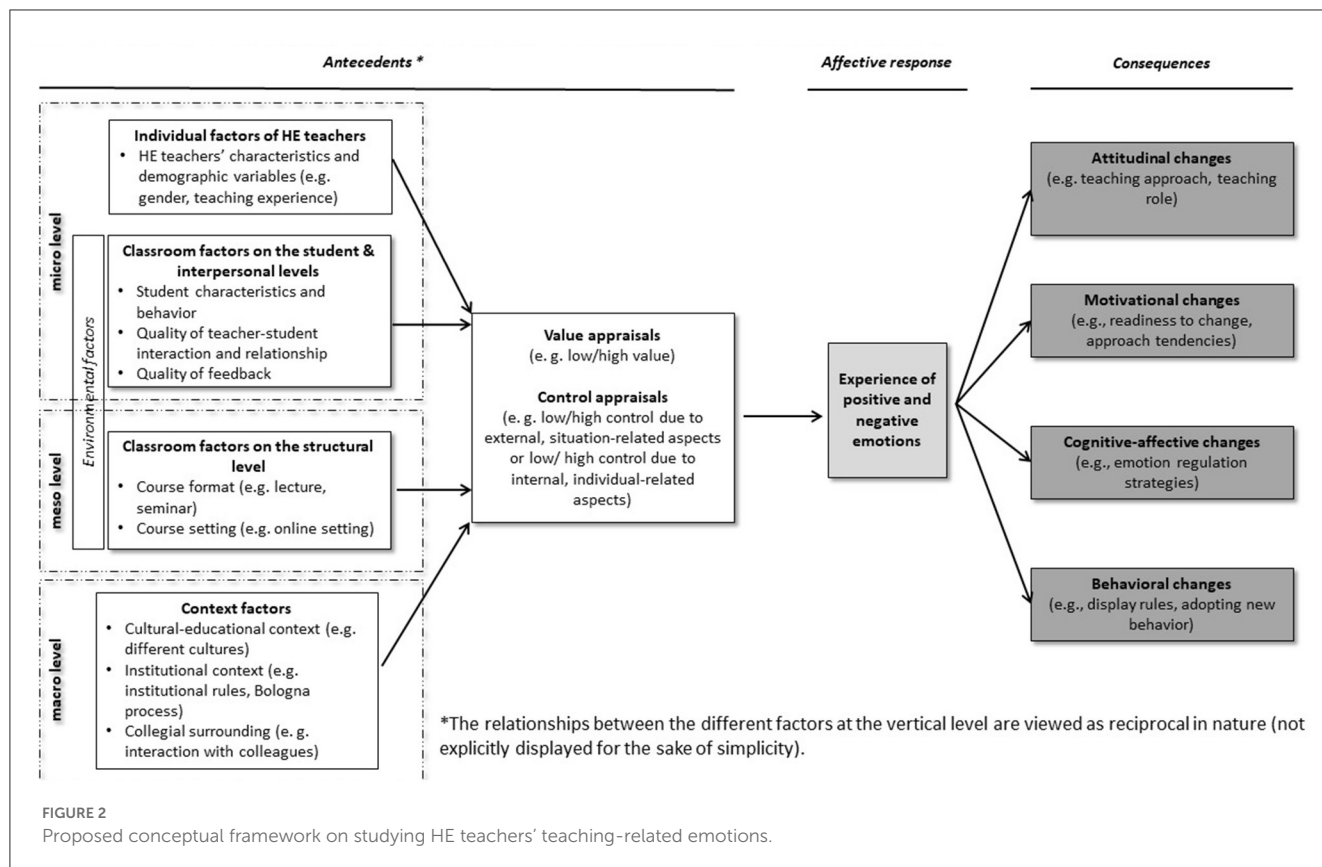 Antecedents *
Affective response
Consequences
micro level
Individual factors of HE teachers
• HE teachers' characteristics and
demographic variables (e.g.
gender, teaching experience)
Environmental factors
Classroom factors on the student &
interpersonal levels
• Student characteristics and
behavior
• Quality of teacher-student
interaction and relationship
• Quality of feedback
meso level
Classroom factors on the structural
level
• Course format (e.g. lecture,
seminar)
• Course setting (e.g. online setting)
macro level
Context factors
• Cultural-educational context (e.g.
different cultures)
• Institutional context (e.g.
institutional rules, Bologna
process)
• Collegial surrounding (e. g.
interaction with colleagues)
Value appraisals
(e. g. low/high value)
Control appraisals
(e. g. low/high control due to
external, situation-related aspects
or low/ high control due to
internal, individual-related
aspects)
Experience of
positive and
negative
emotions
Attitudinal changes
(e.g. teaching approach, teaching
role)
Motivational changes
(e.g., readiness to change,
approach tendencies)
Cognitive-affective changes
(e.g., emotion regulation
strategies)
Behavioral changes
(e.g., display rules, adopting new
behavior)
*The relationships between the different factors at the vertical level are viewed as reciprocal in nature (not
explicitly displayed for the sake of simplicity).
FIGURE 2
Proposed conceptual framework on studying HE teachers' teaching-related emotions.